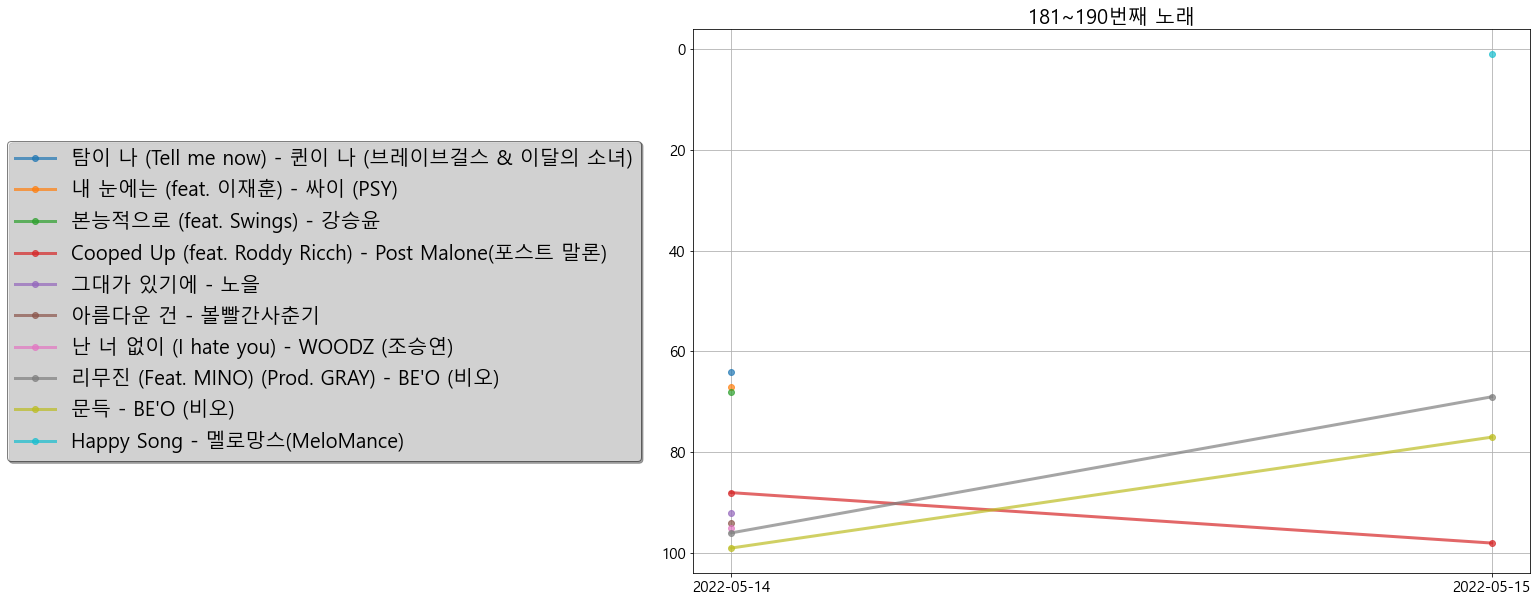 181~190번째 노래
탐이 나 (Tell me now) - 퀸이 나 (브레이브걸스 & 이달의 소녀)
내 눈에는 (feat. 이재훈) - 싸이 (PSY)
본능적으로 (feat. Swings) - 강승윤
Cooped Up (feat. Roddy Ricch) - Post Malone(포스트 말론)
그대가 있기에 - 노을
아름다운 건 - 볼빨간사춘기
난 너 없이 (I hate you) - WOODZ (조승연)
리무진 (Feat. MINO) (Prod. GRAY) - BE'O (비오)
문득 - BE'O (비오)
Happy Song - 멜로망스(MeloMance)
0
20
40
60
80
100
2022-05-14
2022-05-15